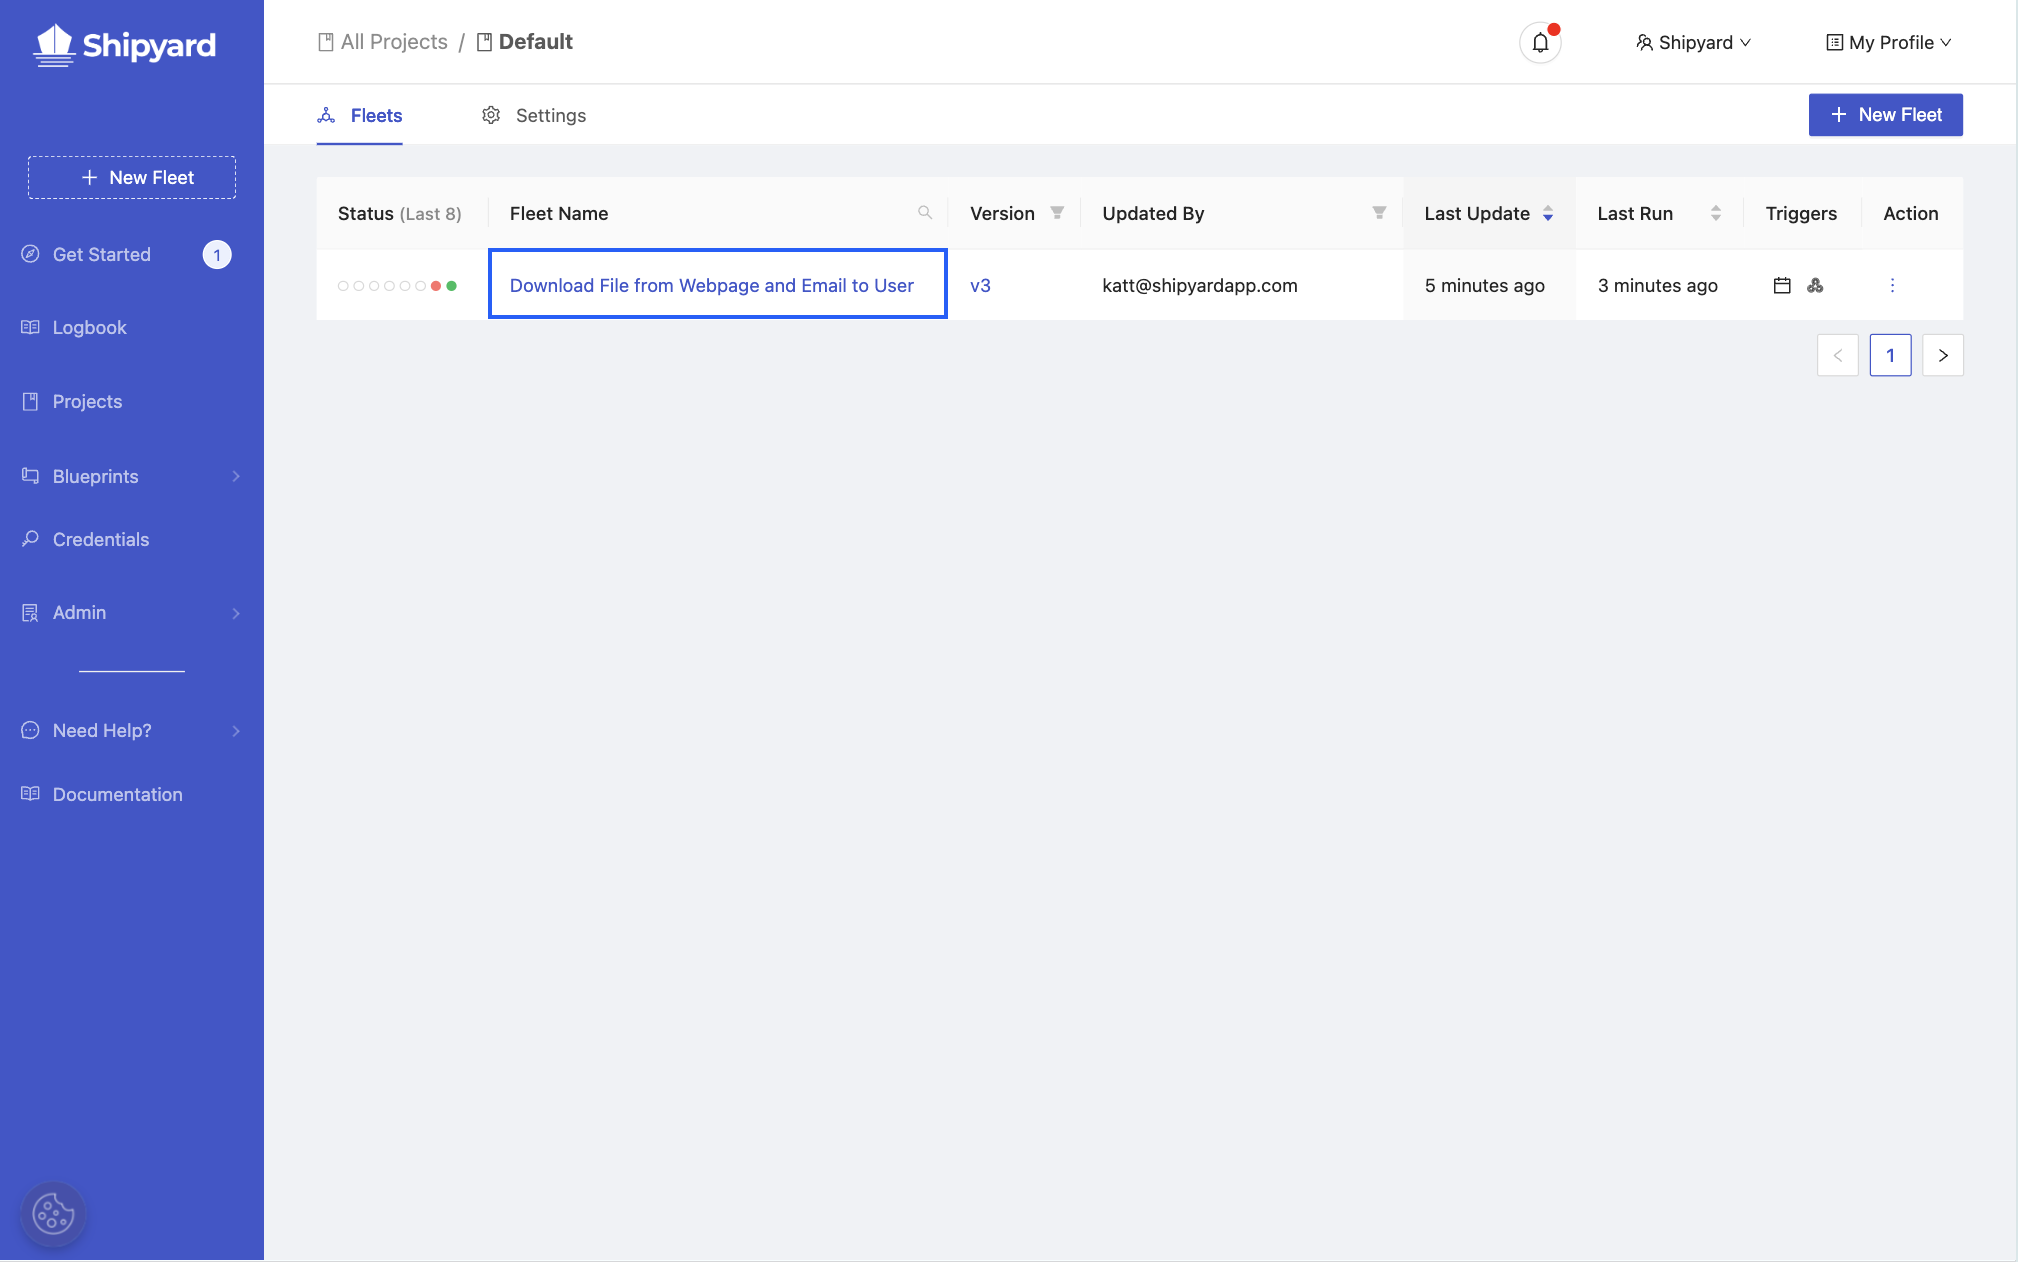 Shipyard
All Projects / Default
Shipyard
My Profile
Fleets
Settings
+ New Fleet
+ New Fleet
Get Started 1
Logbook
Projects
Blueprints
Credentials
Admin
Need Help?
Documentation
Status (Last 8) Fleet Name Version Updated By Last Update Last Run Triggers Action
Download File from Webpage and Email to User v3 katt@shipyardapp.com 5 minutes ago 3 minutes ago
< 1 >